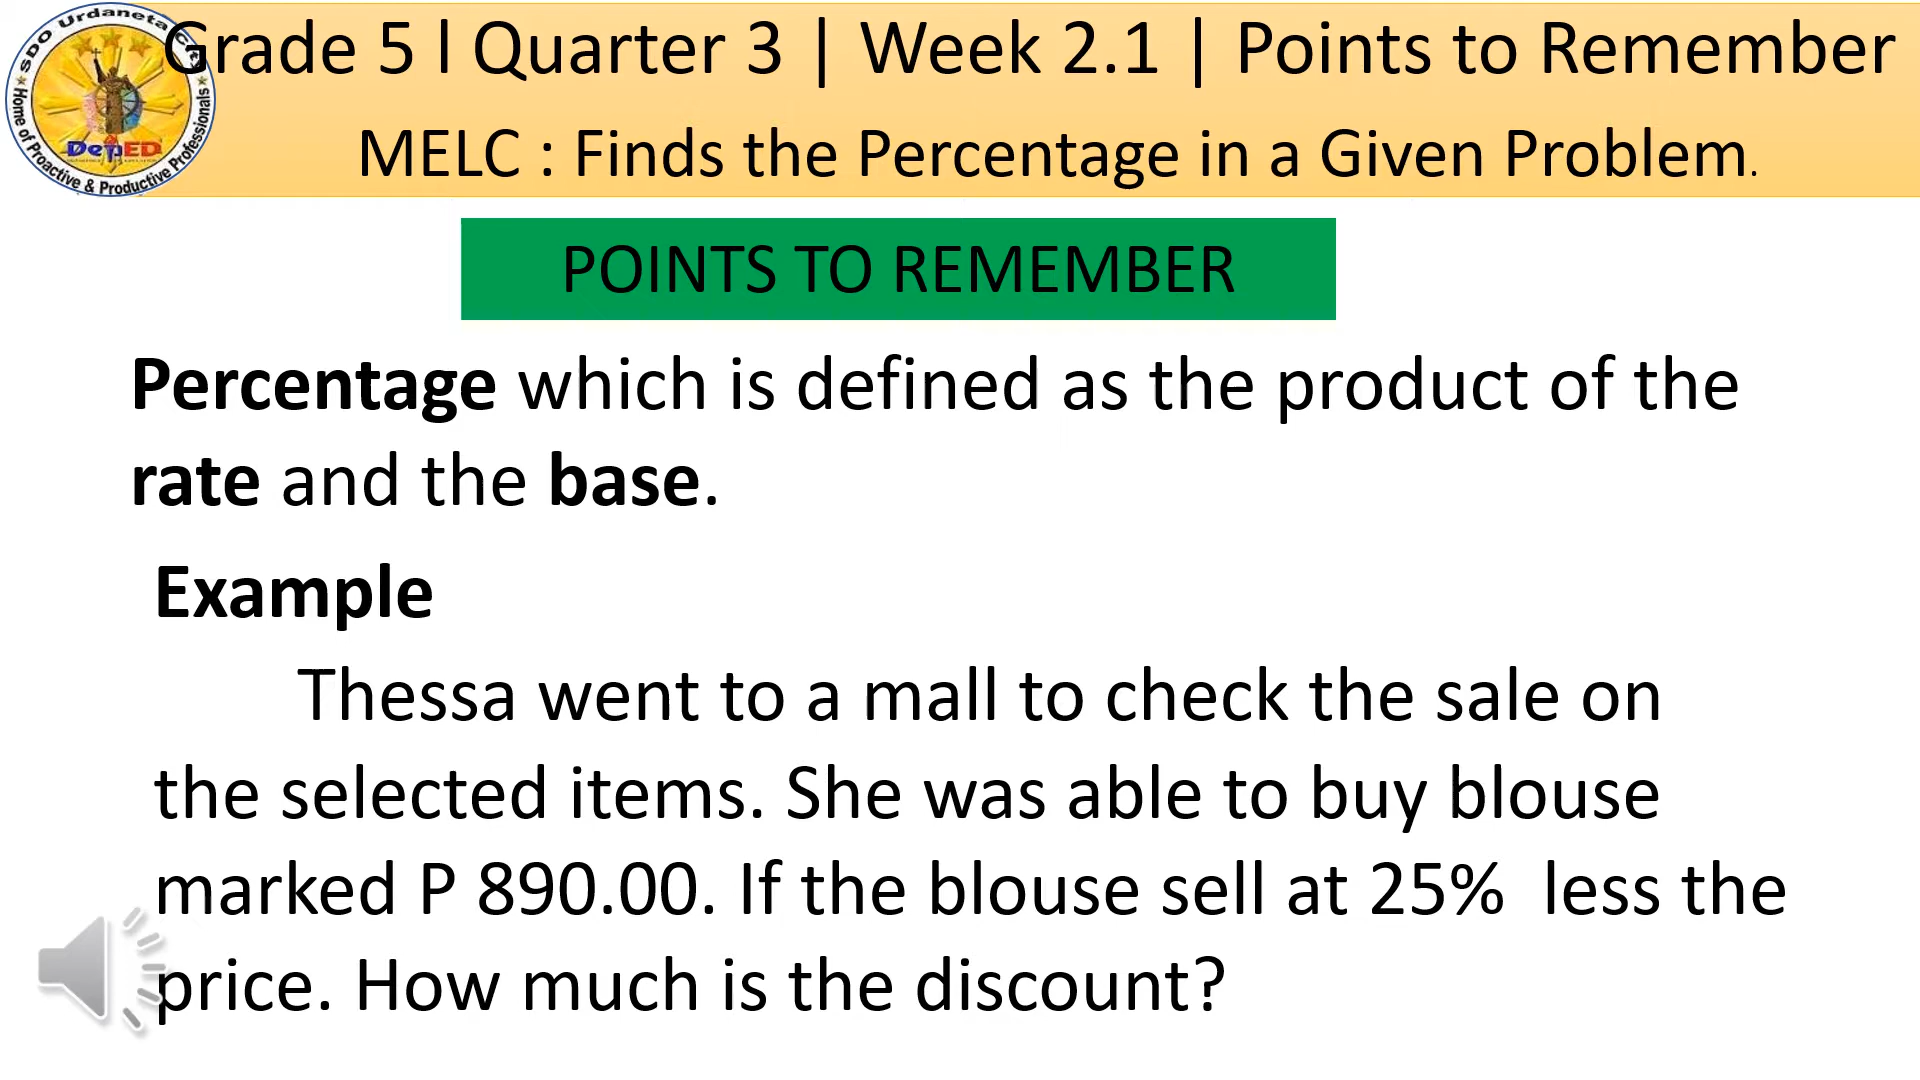 Grade 5 l Quarter 3 | Week 2.1 | Points to Remember
MELC : Finds the Percentage in a Given Problem.
SDO Urdaneta City
Home of Proactive & Productive Professionals
DepED
POINTS TO REMEMBER
Percentage which is defined as the product of the
rate and the base.
Example
Thessa went to a mall to check the sale on
the selected items. She was able to buy blouse
marked P 890.00. If the blouse sell at 25% less the
price. How much is the discount?